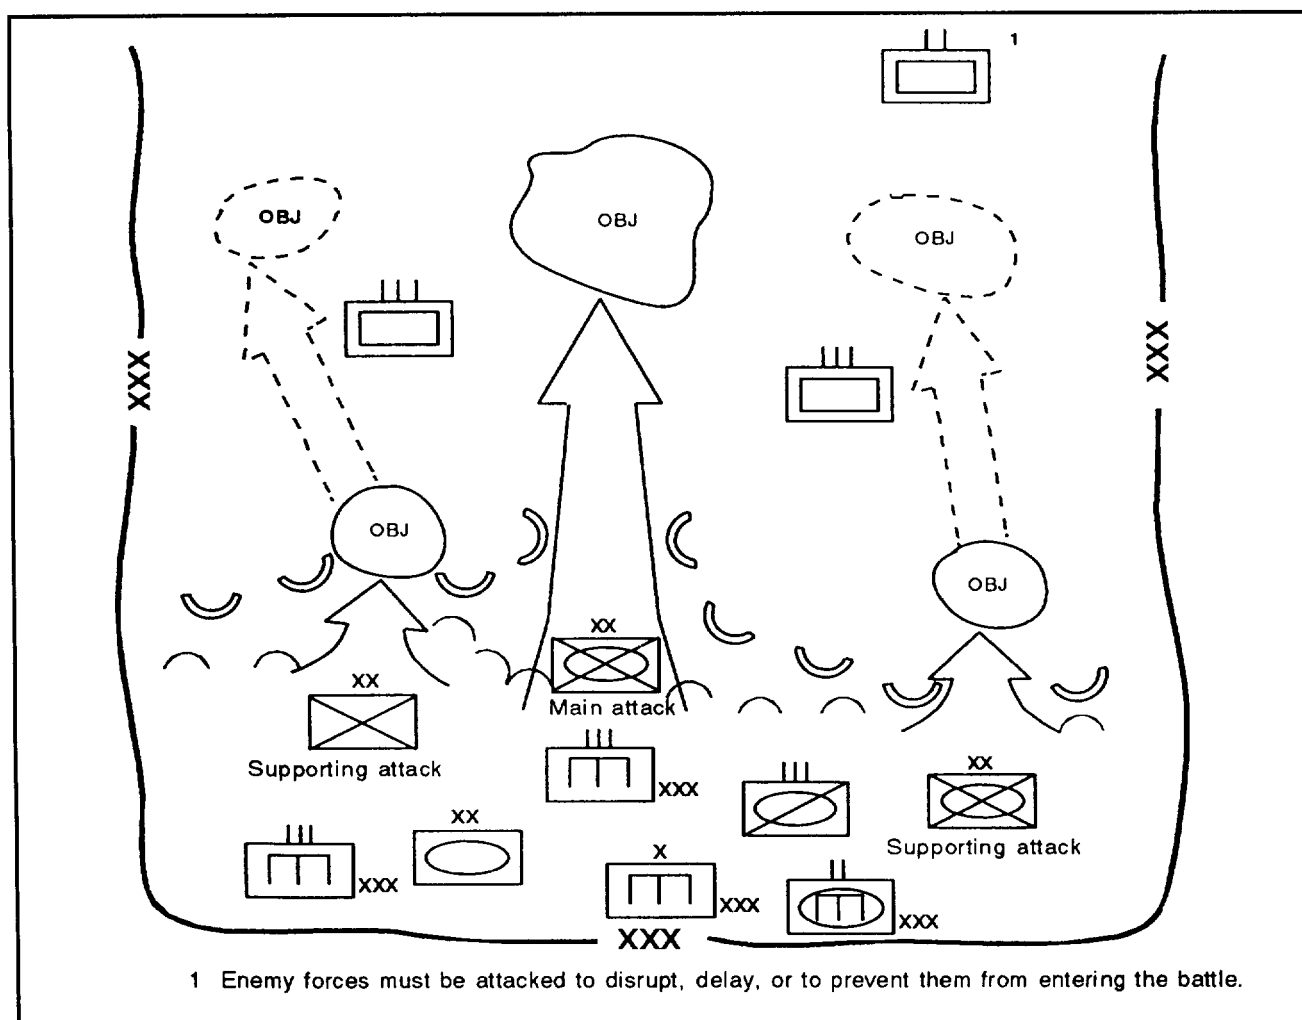 1
OBJ
OBJ
OBJ
XXX
XXX
OBJ
OBJ
XX
XX
Main attack
XX
Supporting attack
XXX
XX
Supporting attack
XX
XXX
X
XXX
XXX
XXX
1 Enemy forces must be attacked to disrupt, delay, or to prevent them from entering the battle.